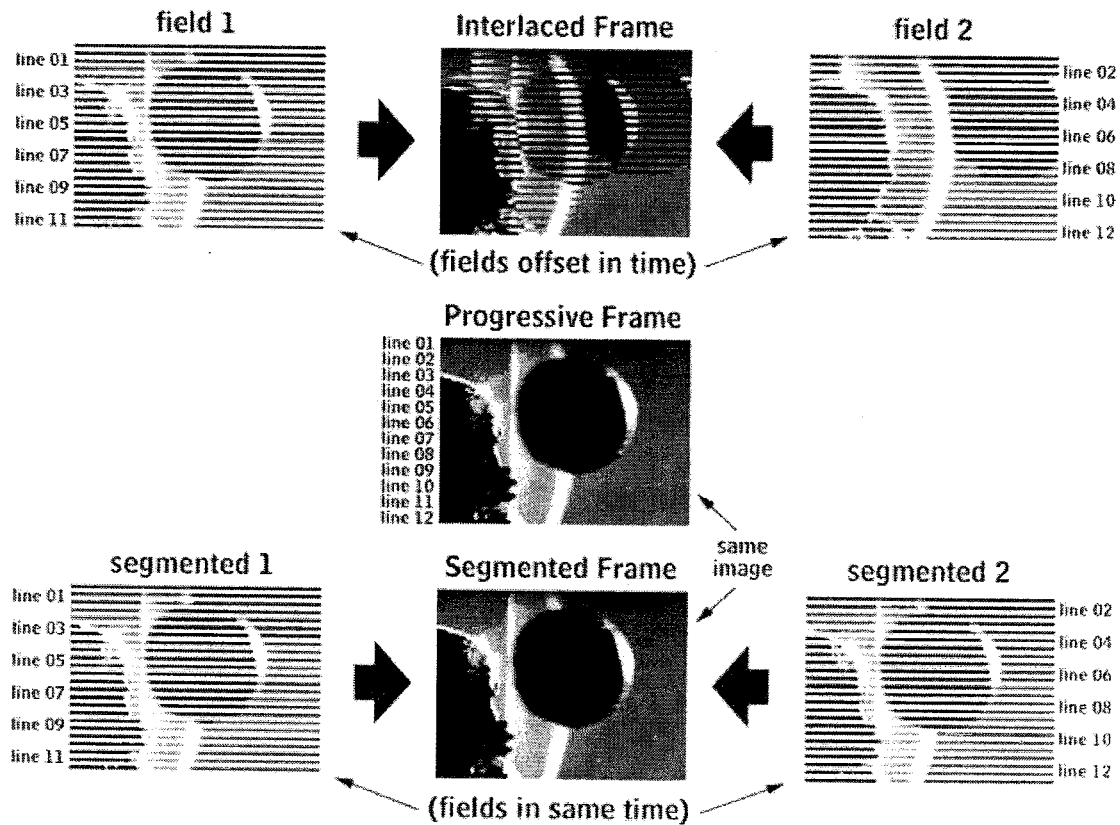 field 1
Interlaced Frame
field 2
line 01
line 03
line 05
line 07
line 09
line 11
line 02
line 04
line 06
line 08
line 10
line 12
(fields offset in time)
Progressive Frame
line 01
line 02
line 03
line 04
line 05
line 06
line 07
line 08
line 09
line 10
line 11
line 12
same
image
segmented 1
Segmented Frame
segmented 2
line 01
line 03
line 05
line 07
line 09
line 11
line 02
line 04
line 06
line 08
line 10
line 12
(fields in same time)